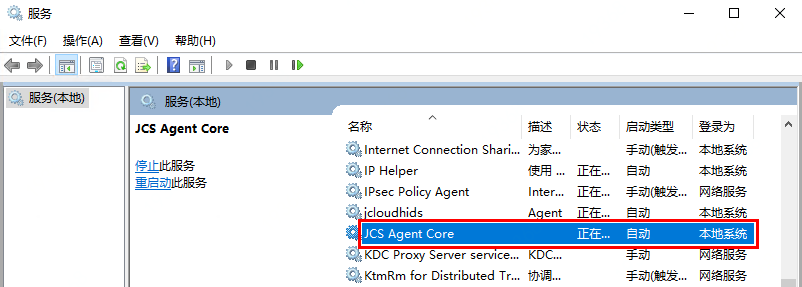 服务
文件(F) 操作(A) 查看(V) 帮助(H)
服务(本地)
服务(本地)
JCS Agent Core
停止此服务
重启动此服务
名称 描述 状态 启动类型 登录为
Internet Connection Shari... 为家... 手动(触发... 本地系统
IP Helper 使用 ... 正在... 自动 本地系统
IPsec Policy Agent Inter... 正在... 手动(触发... 网络服务
jcloudhids Agent 正在... 自动 本地系统
JCS Agent Core 正在... 自动 本地系统
KDC Proxy Server service... KDC... 手动 网络服务
KtmRm for Distributed Tr... 协调... 手动(触发... 网络服务